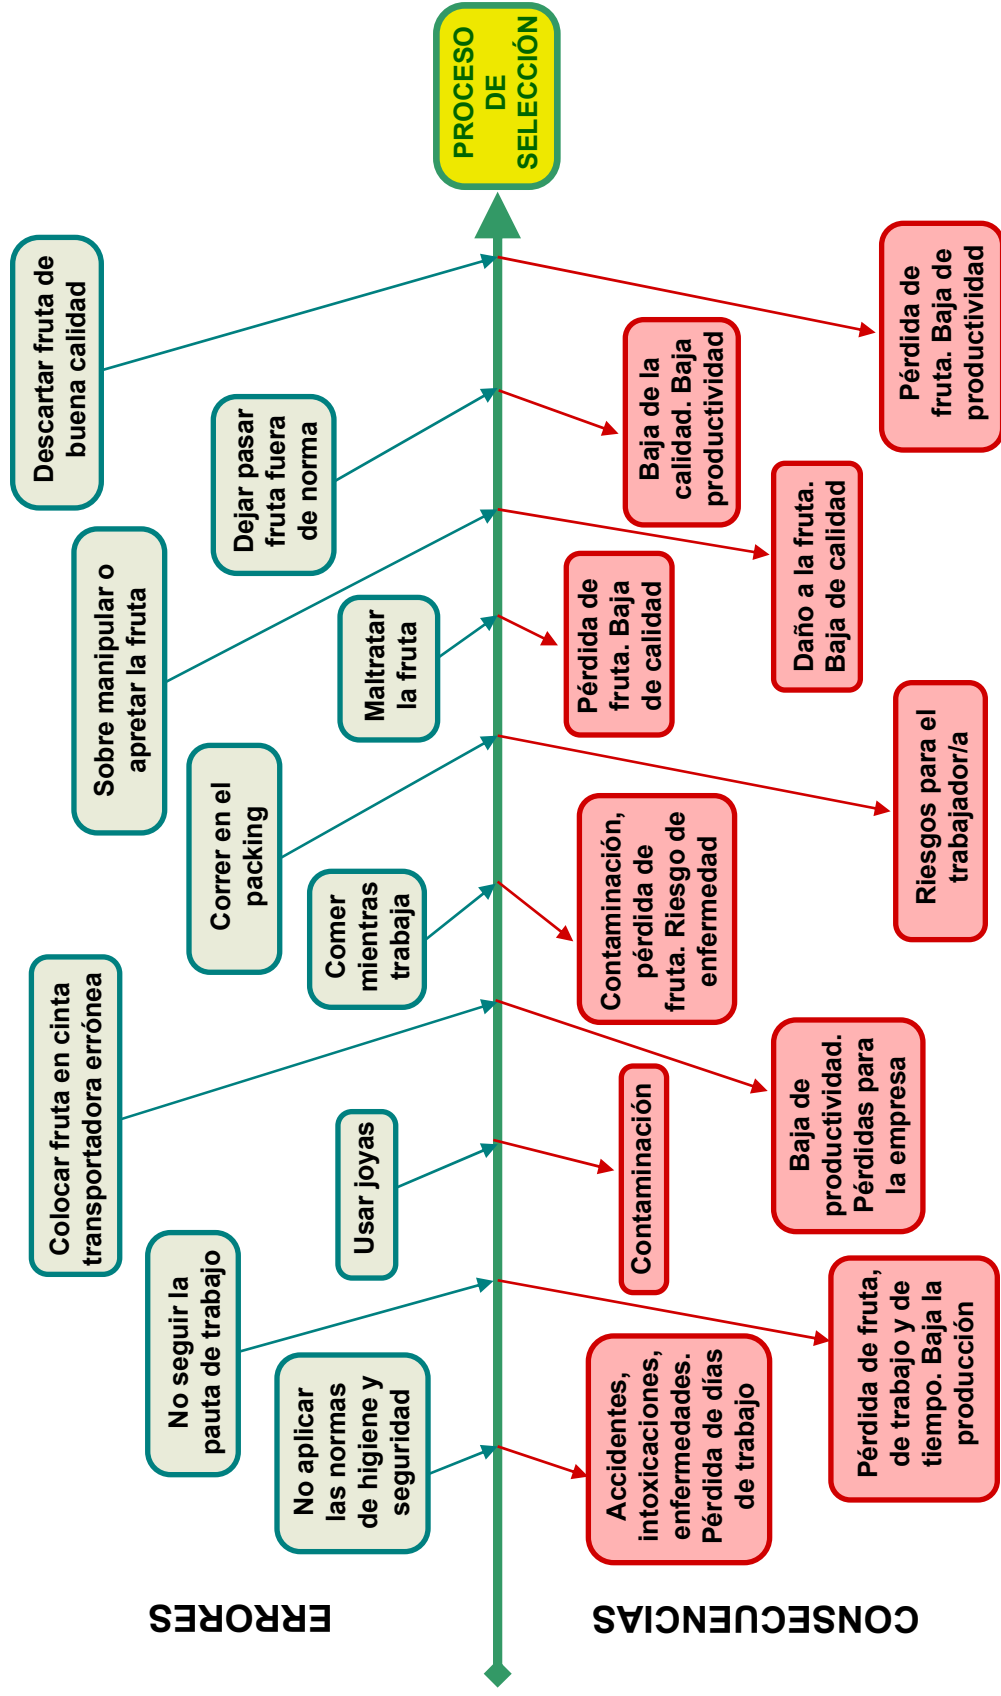 ERRORES
No aplicar
las normas
de higiene y
seguridad
No seguir la
pauta de trabajo
Usar joyas
Colocar fruta en cinta
transportadora errónea
Comer
mientras
trabaja
Correr en el
packing
Maltratar
la fruta
Sobre manipular o
apretar la fruta
Dejar pasar
fruta fuera
de norma
Descartar fruta de
buena calidad
PROCESO
DE
SELECCIÓN
CONSECUENCIAS
Accidentes,
intoxicaciones,
enfermedades.
Pérdida de días
de trabajo
Pérdida de fruta,
de trabajo y de
tiempo. Baja la
producción
Contaminación
Baja de
productividad.
Pérdidas para
la empresa
Contaminación,
pérdida de
fruta. Riesgo de
enfermedad
Riesgos para el
trabajador/a
Pérdida de
fruta. Baja
de calidad
Daño a la fruta.
Baja de calidad
Baja de la
calidad. Baja
productividad
Pérdida de
fruta. Baja de
productividad